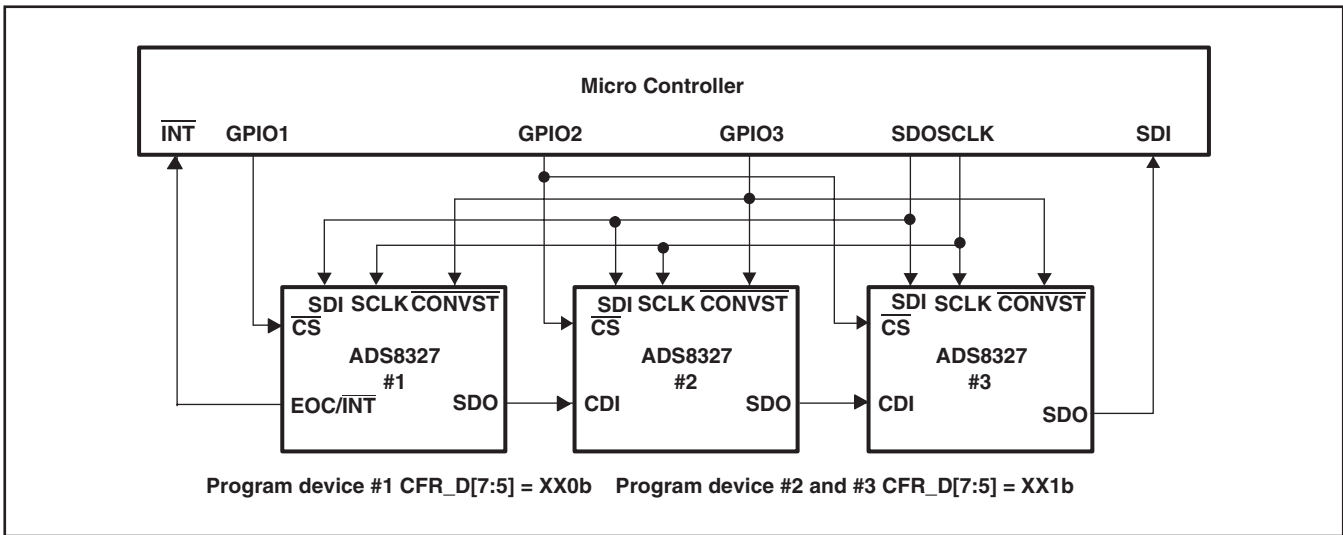 Micro Controller
INT GPIO1 GPIO2 GPIO3 SDOSCLK SDI
SDI SCLK CONVST
CS
ADS8327
#1
EOC/INT SDO
SDI SCLK CONVST
CS
ADS8327
#2
CDI SDO
SDI SCLK CONVST
CS
ADS8327
#3
CDI SDO
Program device #1 CFR_D[7:5] = XX0b Program device #2 and #3 CFR_D[7:5] = XX1b